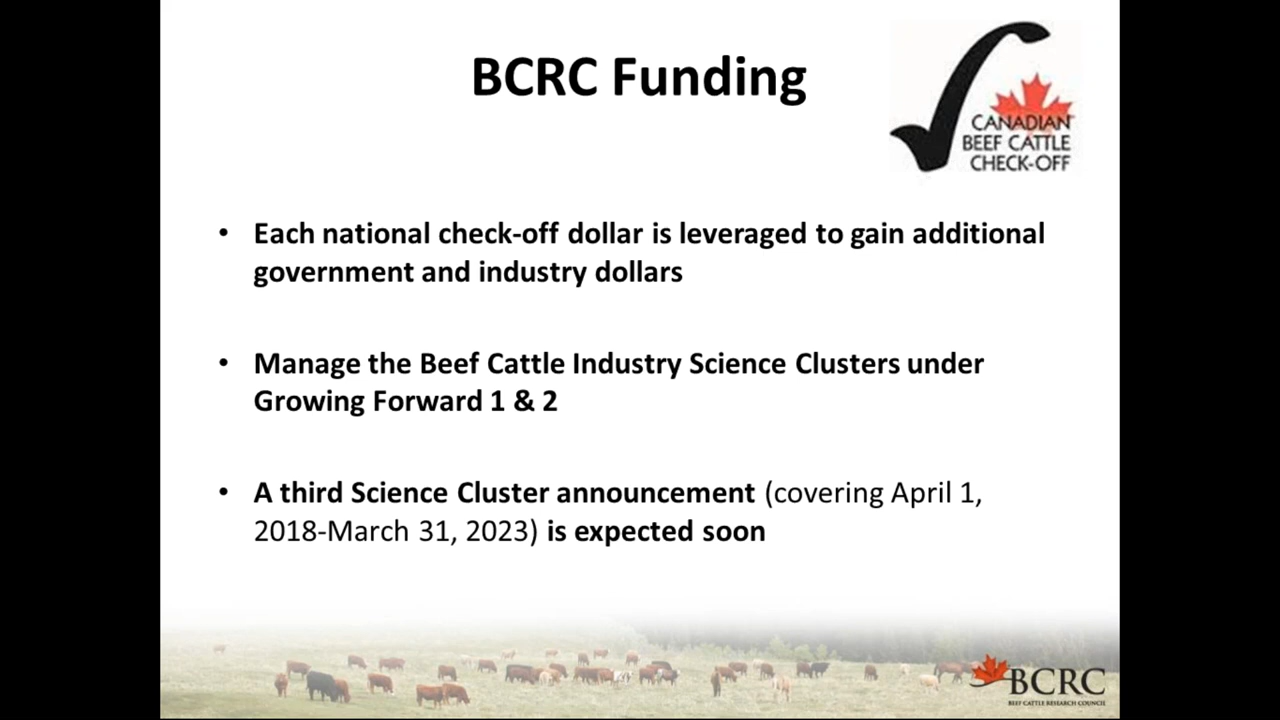 BCRC Funding
CANADIAN
BEEF CATTLE
CHECK-OFF
• Each national check-off dollar is leveraged to gain additional
government and industry dollars
• Manage the Beef Cattle Industry Science Clusters under
Growing Forward 1 & 2
• A third Science Cluster announcement (covering April 1,
2018-March 31, 2023) is expected soon
BCRC
BEEF CATTLE RESEARCH COUNCIL